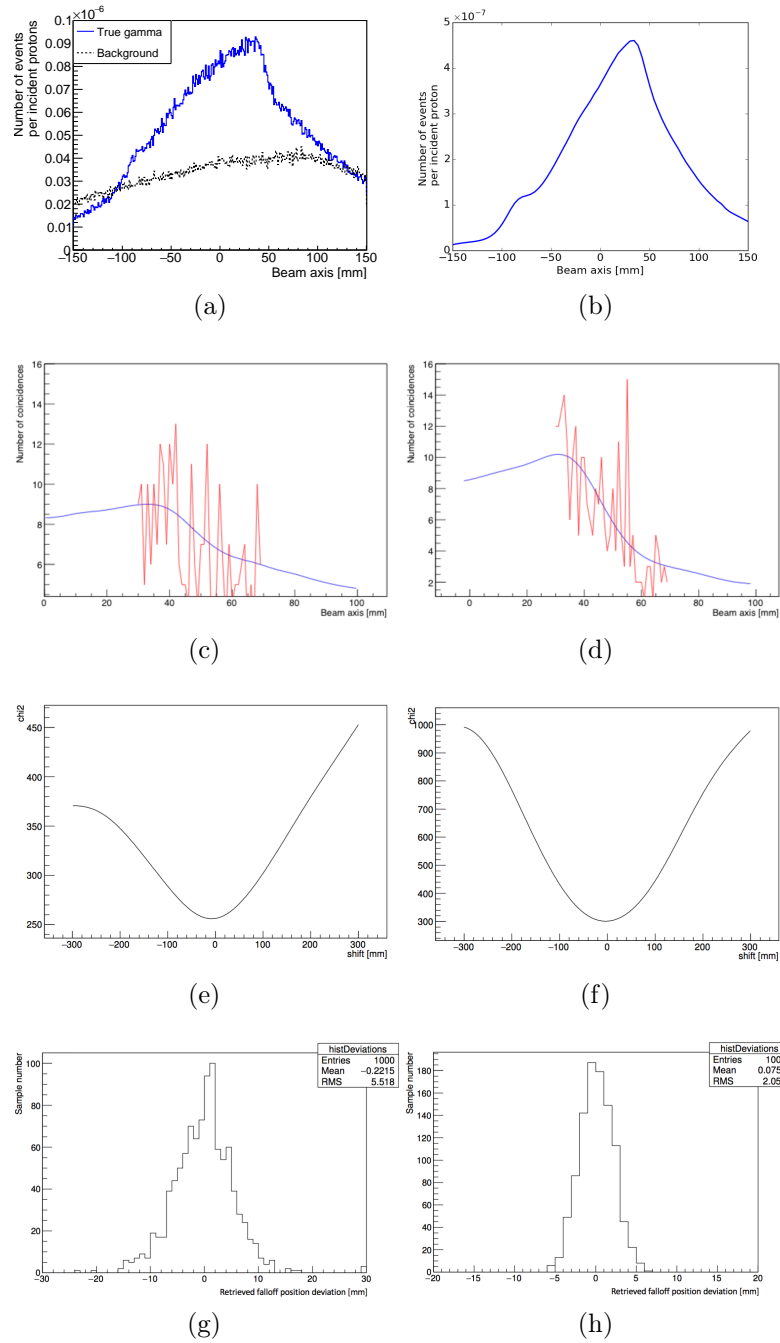 ×10⁻⁶
0.1
0.09
0.08
0.07
0.06
0.05
0.04
0.03
0.02
0.01
0
Number of events
per incident protons
True gamma
Background
−150 −100 −50 0 50 100 150
Beam axis [mm]
(a)
×10⁻⁷
5
4
3
2
1
0
Number of events
per incident proton
−150 −100 −50 0 50 100 150
Beam axis [mm]
(b)
Number of coincidences
16
14
12
10
8
6
0 20 40 60 80 100
Beam axis [mm]
(c)
Number of coincidences
16
14
12
10
8
6
4
2
0 20 40 60 80 100
Beam axis [mm]
(d)
chi2
450
400
350
300
250
−300 −200 −100 0 100 200 300
shift [mm]
(e)
chi2
1000
900
800
700
600
500
400
300
−300 −200 −100 0 100 200 300
shift [mm]
(f)
Sample number
100
80
60
40
20
0
histDeviations
Entries 1000
Mean −0.2215
RMS 5.518
−30 −20 −10 0 10 20 30
Retrieved falloff position deviation [mm]
(g)
Sample number
180
160
140
120
100
80
60
40
20
0
histDeviations
Entries 100
Mean 0.075
RMS 2.05
−20 −15 −10 −5 0 5 10 15 20
Retrieved falloff position deviation [mm]
(h)